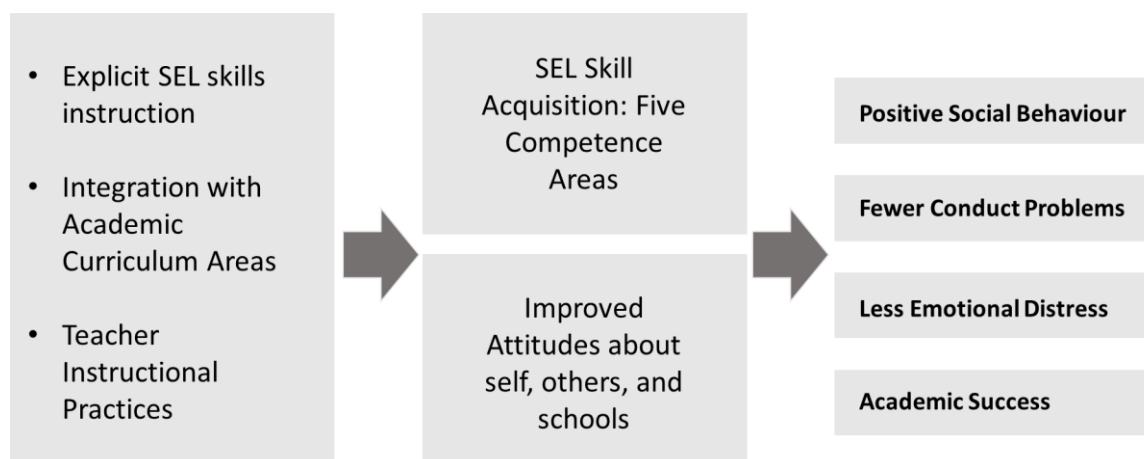 • Explicit SEL skills
instruction
• Integration with
Academic
Curriculum Areas
• Teacher
Instructional
Practices
SEL Skill
Acquisition: Five
Competence
Areas
Improved
Attitudes about
self, others, and
schools
Positive Social Behaviour
Fewer Conduct Problems
Less Emotional Distress
Academic Success